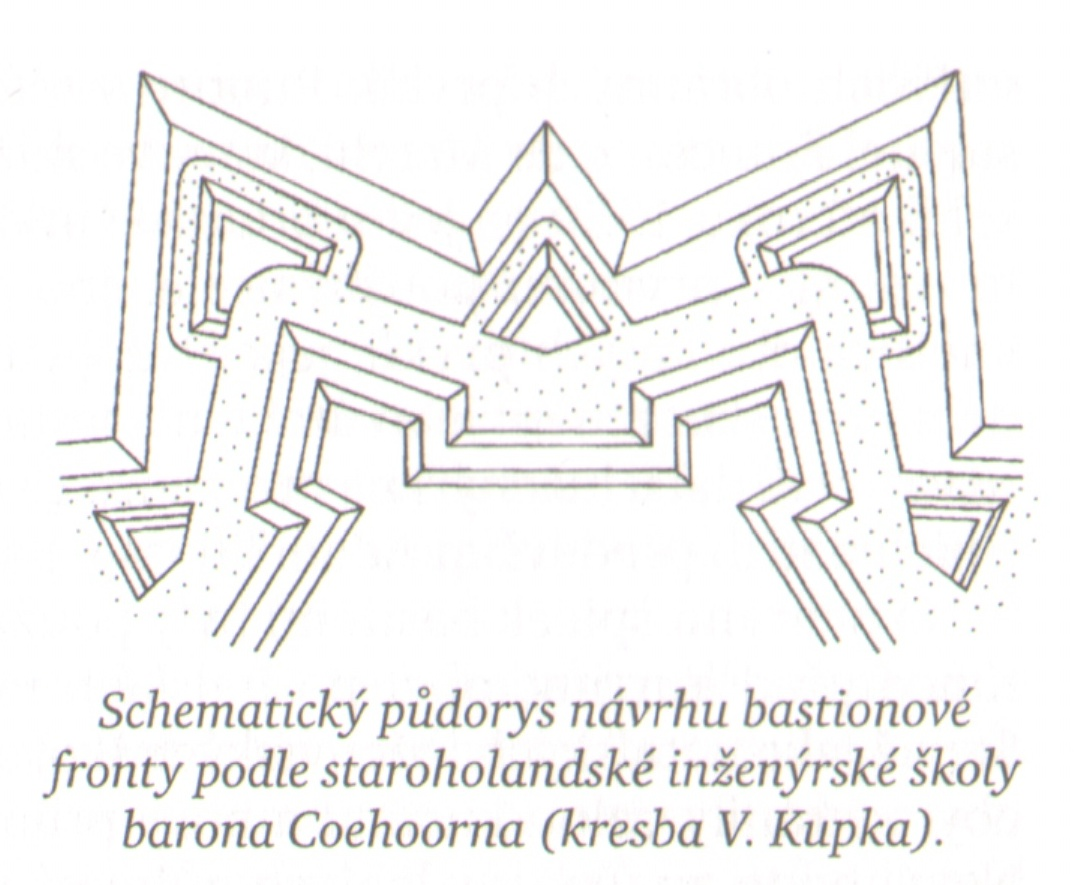 Schematický půdorys návrhu bastionové
fronty podle staroholandské inženýrské školy
barona Coehoorna (kresba V. Kupka).